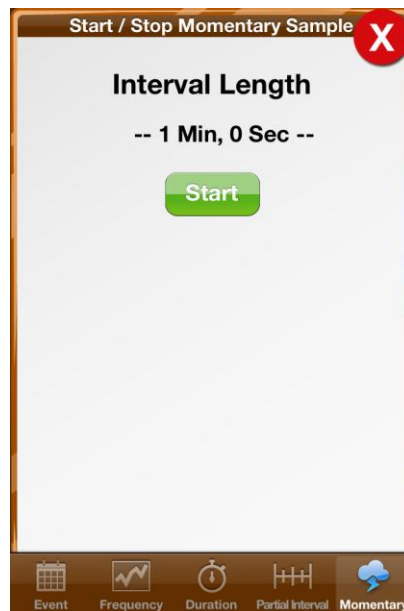 Start / Stop Momentary Sample
X
Interval Length
-- 1 Min, 0 Sec --
Start
Event Frequency Duration Partial Interval Momentary